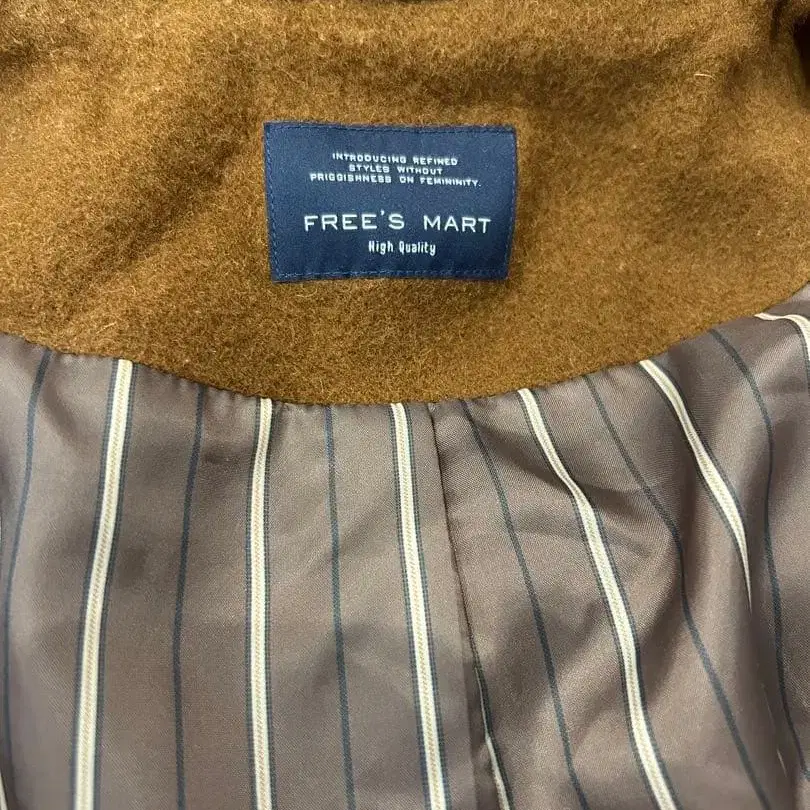 INTRODUCING REFINED
STYLES WITHOUT
PRIGGISHNESS ON FEMININITY.
FREE'S MART
High Quality